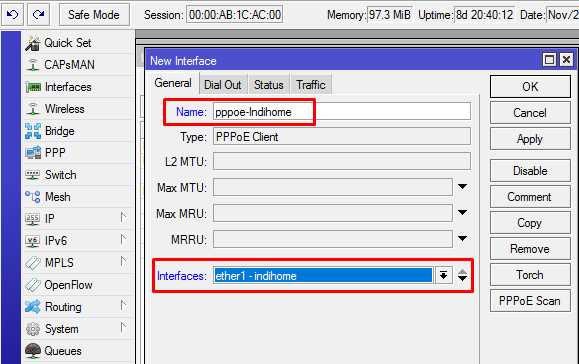 Safe Mode Session: 00:00:AB:1C:AC:00 Memory: 97.3 MiB Uptime: 8d 20:40:12 Date: Nov/2
Quick Set
CAPsMAN
Interfaces
Wireless
Bridge
PPP
Switch
Mesh
IP
IPv6
MPLS
OpenFlow
Routing
System
Queues
New Interface
General Dial Out Status Traffic
Name: pppoe-Indihome
Type: PPPoE Client
L2 MTU:
Max MTU:
Max MRU:
MRRU:
Interfaces: ether1 - indihome
OK
Cancel
Apply
Disable
Comment
Copy
Remove
Torch
PPPoE Scan